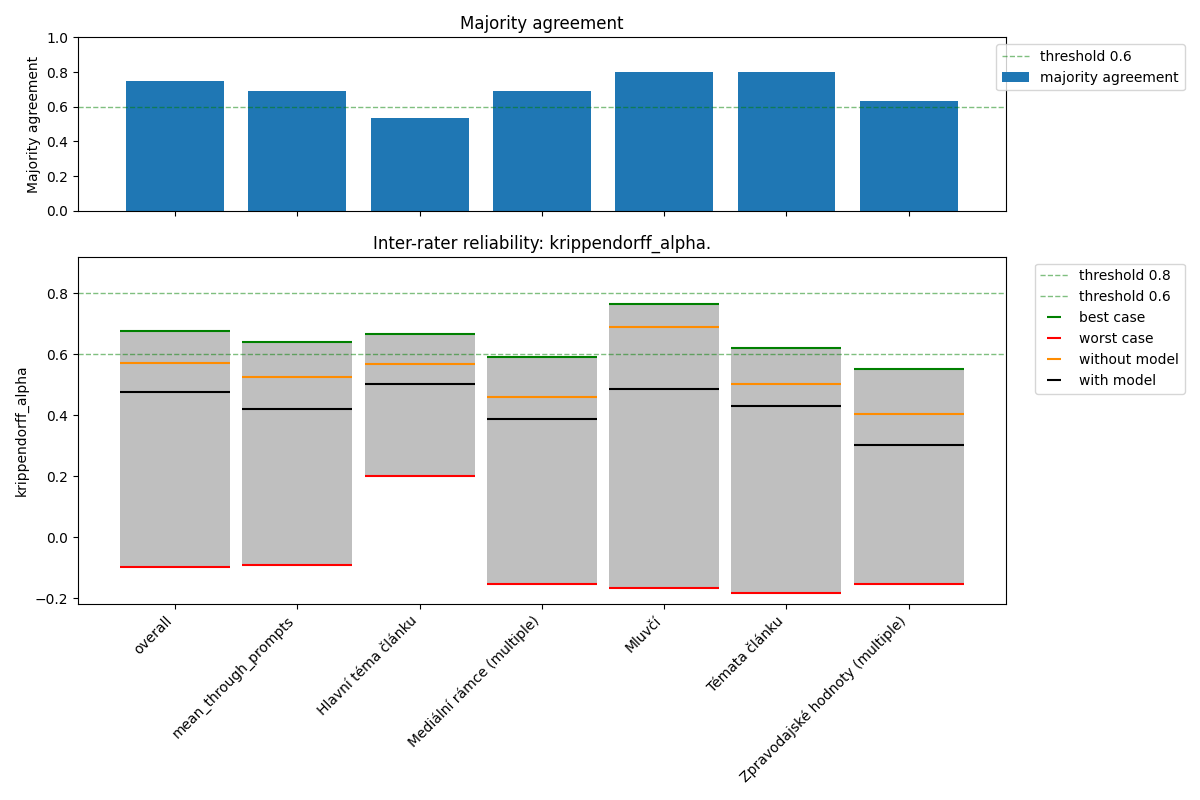 Majority agreement
Majority agreement
1.0
0.8
0.6
0.4
0.2
0.0
threshold 0.6
majority agreement
Inter-rater reliability: krippendorff_alpha.
krippendorff_alpha
0.8
0.6
0.4
0.2
0.0
−0.2
threshold 0.8
threshold 0.6
best case
worst case
without model
with model
overall
mean_through_prompts
Hlavní téma článku
Mediální rámce (multiple)
Mluvčí
Témata článku
Zpravodajské hodnoty (multiple)